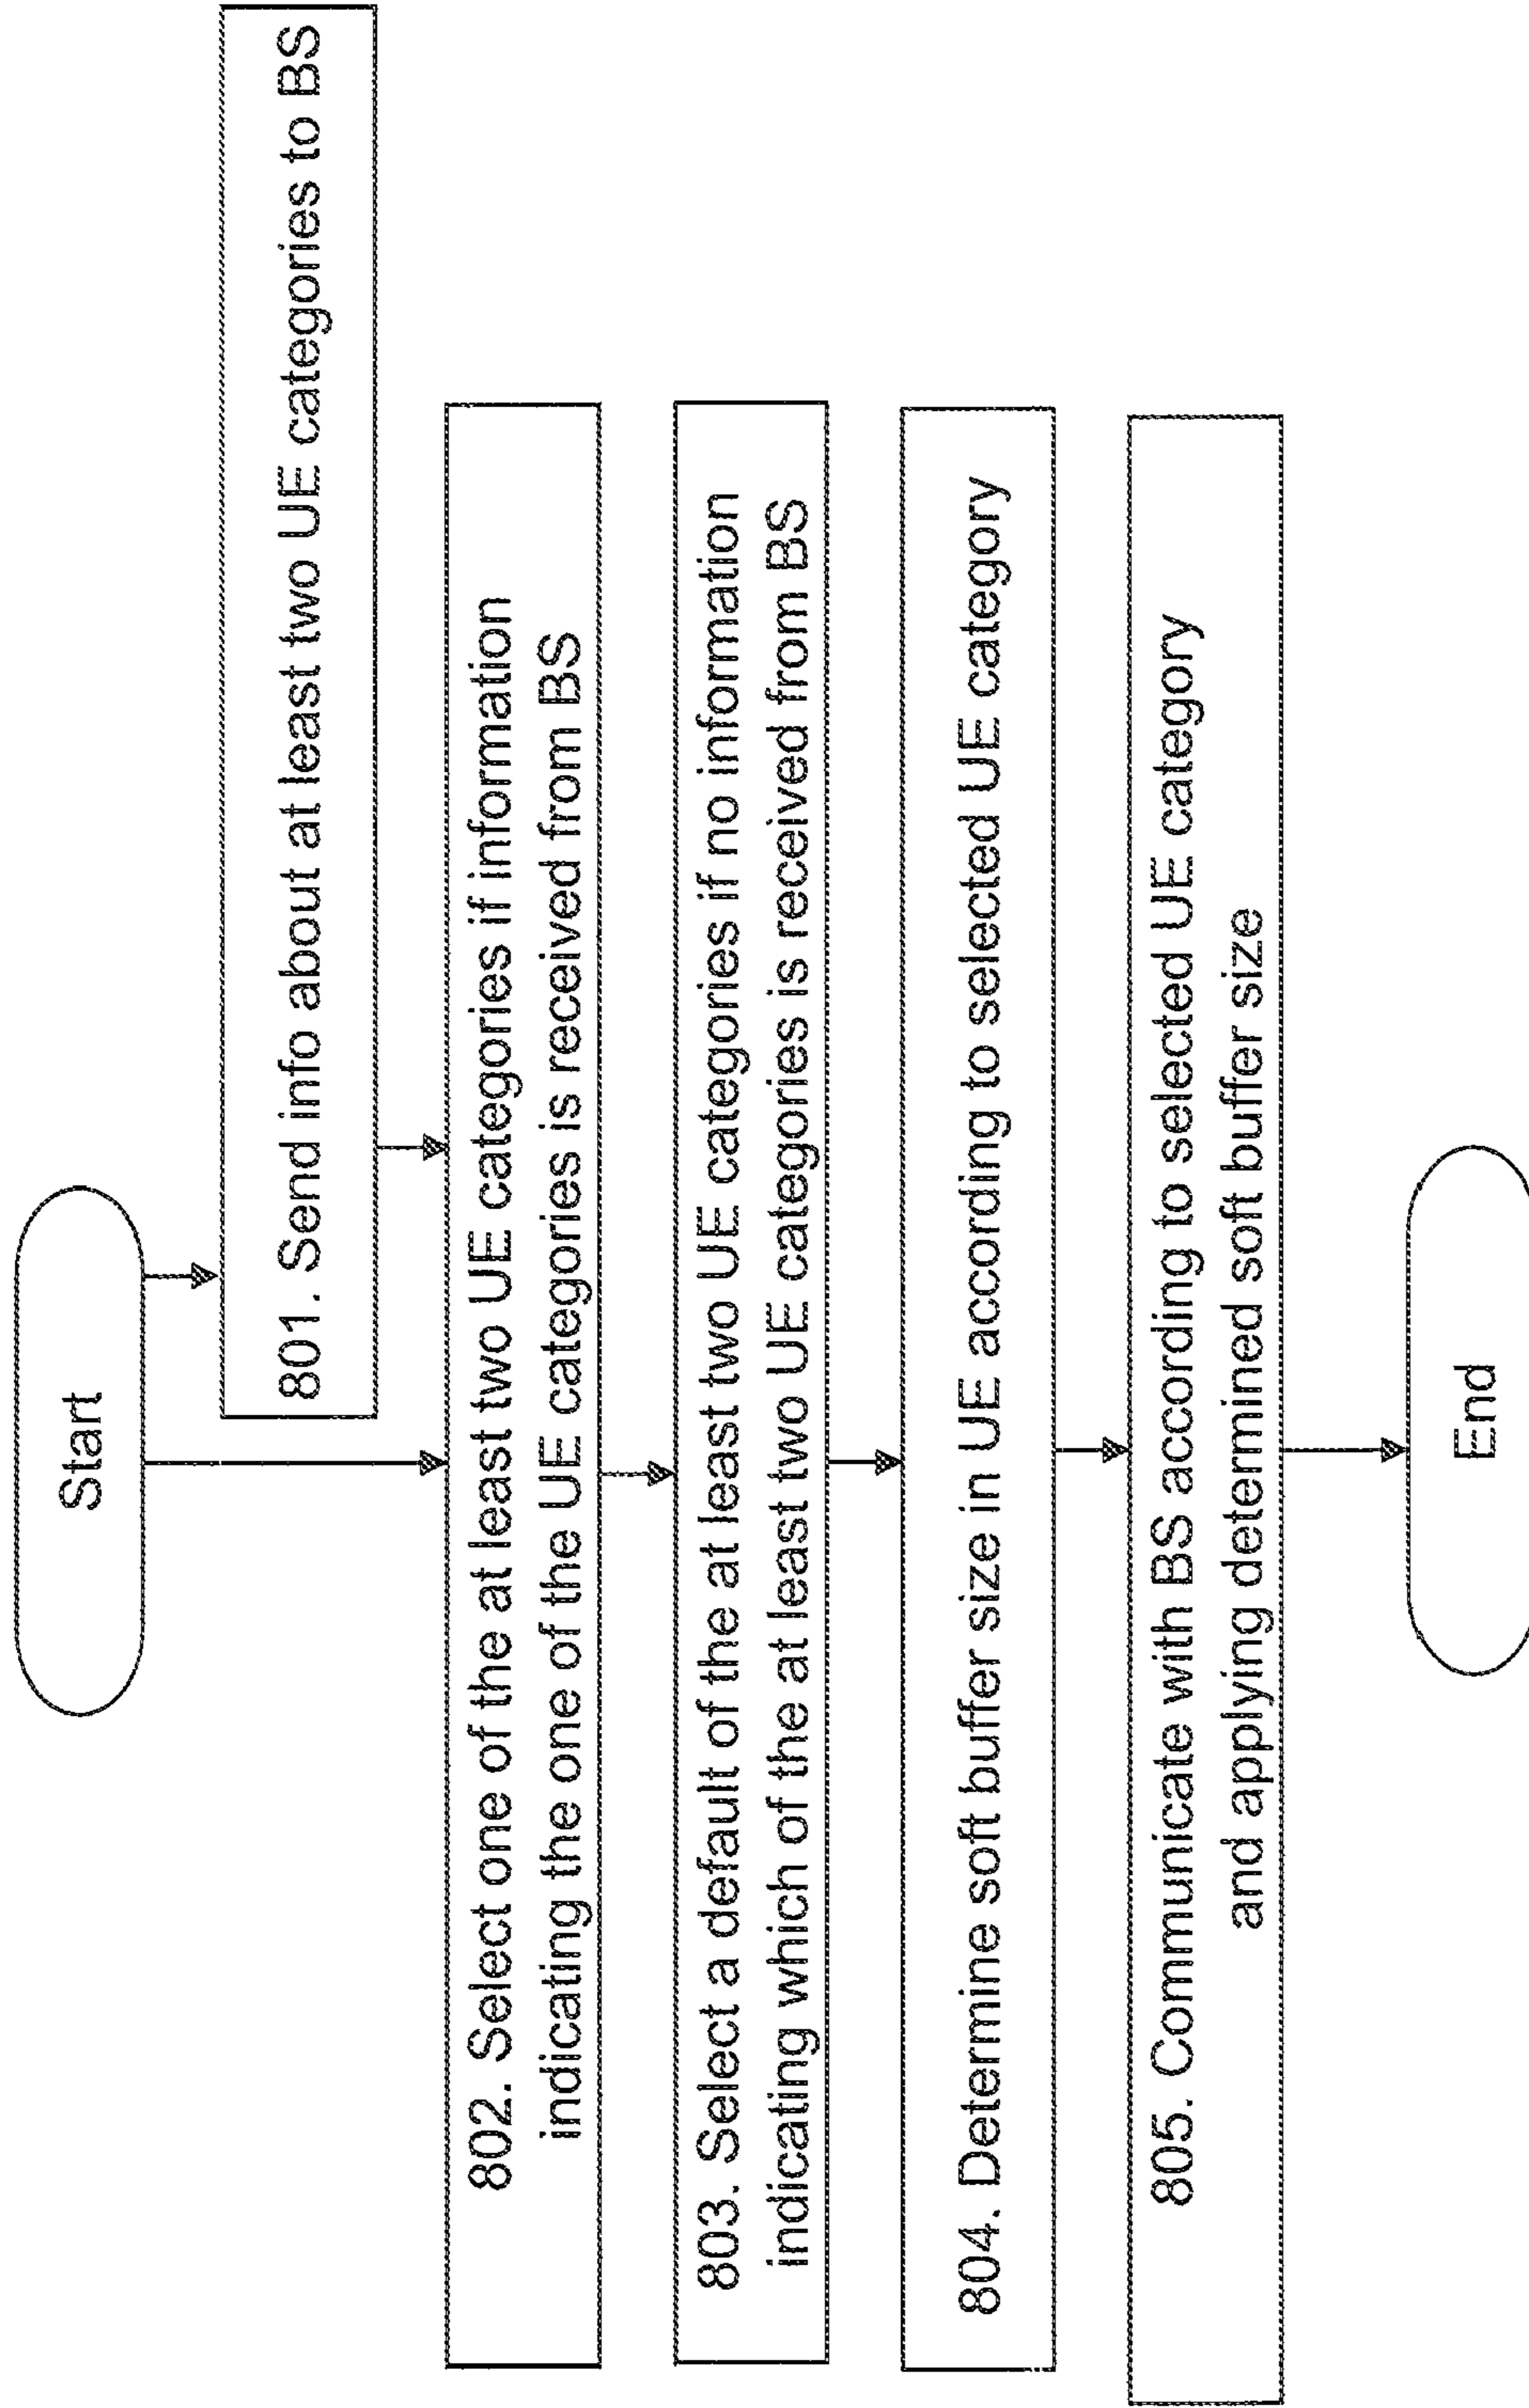 Start
801. Send info about at least two UE categories to BS
802. Select one of the at least two UE categories if information
indicating the one of the UE categories is received from BS
803. Select a default of the at least two UE categories if no information
indicating which of the at least two UE categories is received from BS
804. Determine soft buffer size in UE according to selected UE category
805. Communicate with BS according to selected UE category
and applying determined soft buffer size
End